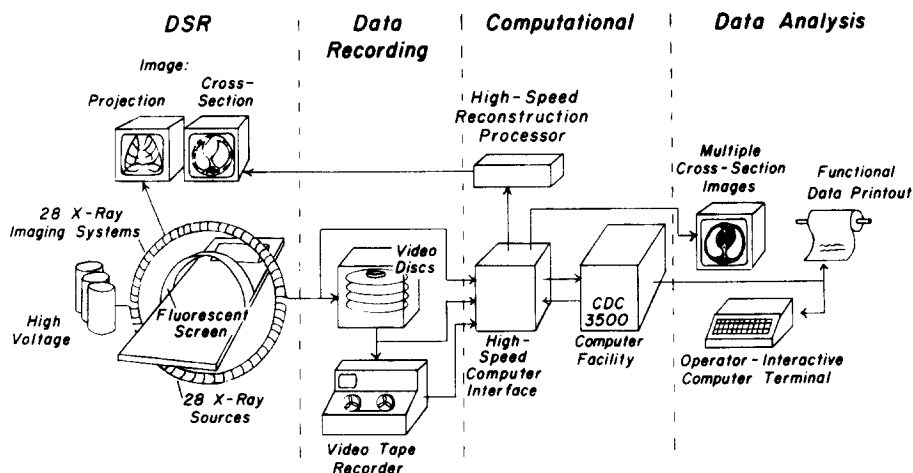 DSR
Data
Recording
Computational
Data Analysis
Image:
Projection
Cross-
Section
28 X-Ray
Imaging Systems
High
Voltage
Fluorescent
Screen
28 X-Ray
Sources
Video
Discs
Video Tape
Recorder
High-Speed
Reconstruction
Processor
High-
Speed
Computer
Interface
CDC
3500
Computer
Facility
Multiple
Cross-Section
Images
Functional
Data Printout
Operator-Interactive
Computer Terminal